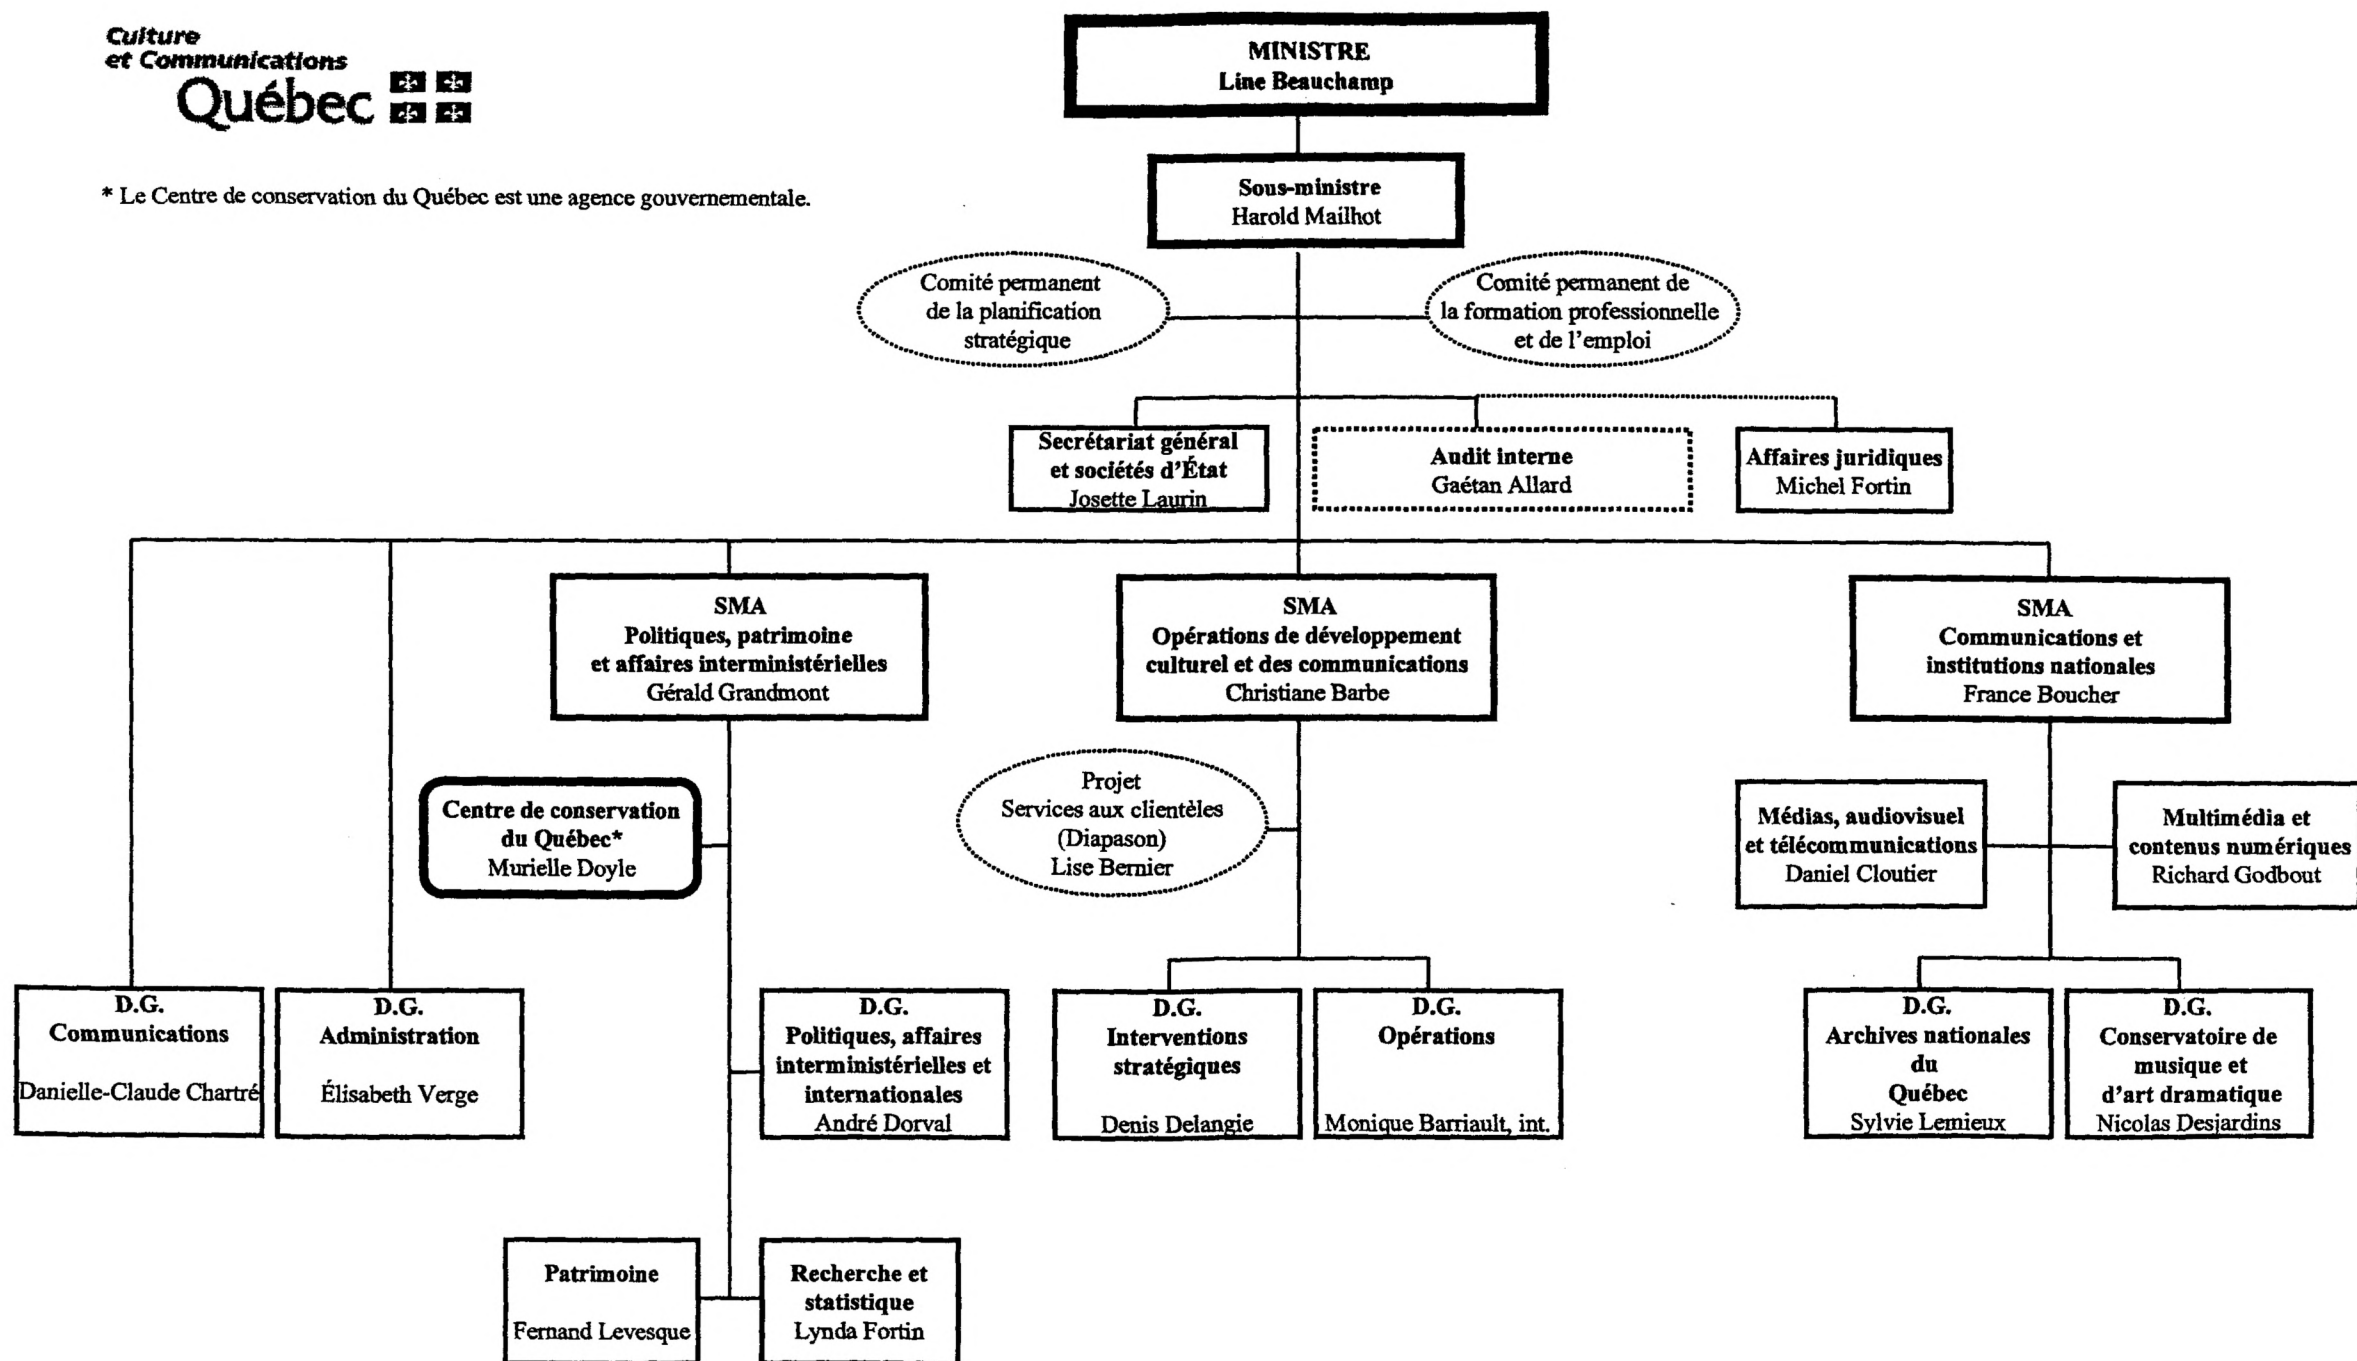 Culture
et Communications
Québec
* Le Centre de conservation du Québec est une agence gouvernementale.
MINISTRE
Line Beauchamp
Sous-ministre
Harold Mailhot
Comité permanent
de la planification
stratégique
Comité permanent de
la formation professionnelle
et de l'emploi
Secrétariat général
et sociétés d'État
Josette Laurin
Audit interne
Gaétan Allard
Affaires juridiques
Michel Fortin
SMA
Politiques, patrimoine
et affaires interministérielles
Gérald Grandmont
SMA
Opérations de développement
culturel et des communications
Christiane Barbe
SMA
Communications et
institutions nationales
France Boucher
Centre de conservation
du Québec*
Murielle Doyle
Projet
Services aux clientèles
(Diapason)
Lise Bernier
Médias, audiovisuel
et télécommunications
Daniel Cloutier
Multimédia et
contenus numériques
Richard Godbout
D.G.
Communications
Danielle-Claude Chartré
D.G.
Administration
Élisabeth Verge
D.G.
Politiques, affaires
interministérielles et
internationales
André Dorval
D.G.
Interventions
stratégiques
Denis Delangie
D.G.
Opérations
Monique Barriault, int.
D.G.
Archives nationales
du
Québec
Sylvie Lemieux
D.G.
Conservatoire de
musique et
d'art dramatique
Nicolas Desjardins
Patrimoine
Fernand Levesque
Recherche et
statistique
Lynda Fortin